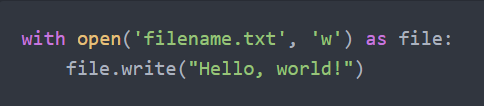 with open('filename.txt', 'w') as file:
    file.write("Hello, world!")